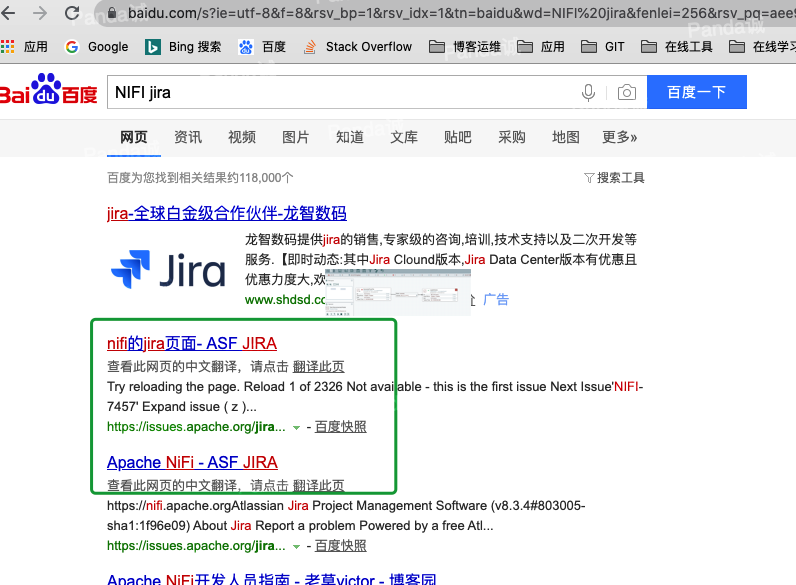 baidu.com/s?ie=utf-8&f=8&rsv_bp=1&rsv_idx=1&tn=baidu&wd=NIFI%20jira&fenlei=256&rsv_pq=aee9
应用 Google Bing 搜索 百度 Stack Overflow 博客运维 应用 GIT 在线工具 在线学习
Bai du 百度 NIFI jira 百度一下
网页 资讯 视频 图片 知道 文库 贴吧 采购 地图 更多»
百度为您找到相关结果约118,000个 搜索工具
jira-全球白金级合作伙伴-龙智数码
Jira
龙智数码提供jira的销售,专家级的咨询,培训,技术支持以及二次开发等
服务.【即时动态:其中Jira Clound版本,Jira Data Center版本有优惠且
优惠力度大,欢
www.shdsd.co 广告
nifi的jira页面- ASF JIRA
查看此网页的中文翻译，请点击 翻译此页
Try reloading the page. Reload 1 of 2326 Not available - this is the first issue Next Issue'NIFI-
7457' Expand issue ( z )...
https://issues.apache.org/jira... - 百度快照
Apache NiFi - ASF JIRA
查看此网页的中文翻译，请点击 翻译此页
https://nifi.apache.orgAtlassian Jira Project Management Software (v8.3.4#803005-
sha1:1f96e09) About Jira Report a problem Powered by a free Atl...
https://issues.apache.org/jira... - 百度快照
Apache NiFi开发人员指南 - 老莫victor - 博客园